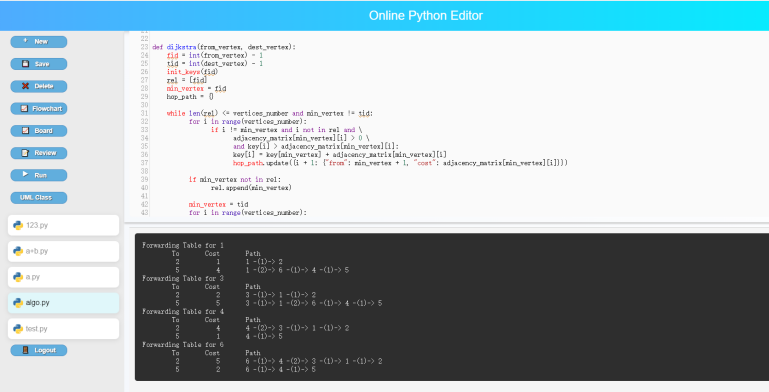 Online Python Editor
New
Save
Delete
Flowchart
Board
Review
Run
UML Class
123.py
a+b.py
a.py
algo.py
test.py
Logout
22
23 def dijkstra(from_vertex, dest_vertex):
24 fid = int(from_vertex) - 1
25 tid = int(dest_vertex) - 1
26 init_keys(fid)
27 rel = [fid]
28 min_vertex = fid
29 hop_path = {}
30
31 while len(rel) <= vertices_number and min_vertex != tid:
32 for i in range(vertices_number):
33 if i != min_vertex and i not in rel and \
34 adjacency_matrix[min_vertex][i] > 0 \
35 and key[i] > adjacency_matrix[min_vertex][i]:
36 key[i] = key[min_vertex] + adjacency_matrix[min_vertex][i]
37 hop_path.update({i + 1: {"from": min_vertex + 1, "cost": adjacency_matrix[min_vertex][i]}})
38
39 if min_vertex not in rel:
40 rel.append(min_vertex)
41
42 min_vertex = tid
43 for i in range(vertices_number):
Forwarding Table for 1
To Cost Path
2 1 1 -(1)-> 2
5 4 1 -(2)-> 6 -(1)-> 4 -(1)-> 5
Forwarding Table for 3
To Cost Path
2 2 3 -(1)-> 1 -(1)-> 2
5 5 3 -(1)-> 1 -(2)-> 6 -(1)-> 4 -(1)-> 5
Forwarding Table for 4
To Cost Path
2 4 4 -(2)-> 3 -(1)-> 1 -(1)-> 2
5 1 4 -(1)-> 5
Forwarding Table for 6
To Cost Path
2 5 6 -(1)-> 4 -(2)-> 3 -(1)-> 1 -(1)-> 2
5 2 6 -(1)-> 4 -(1)-> 5